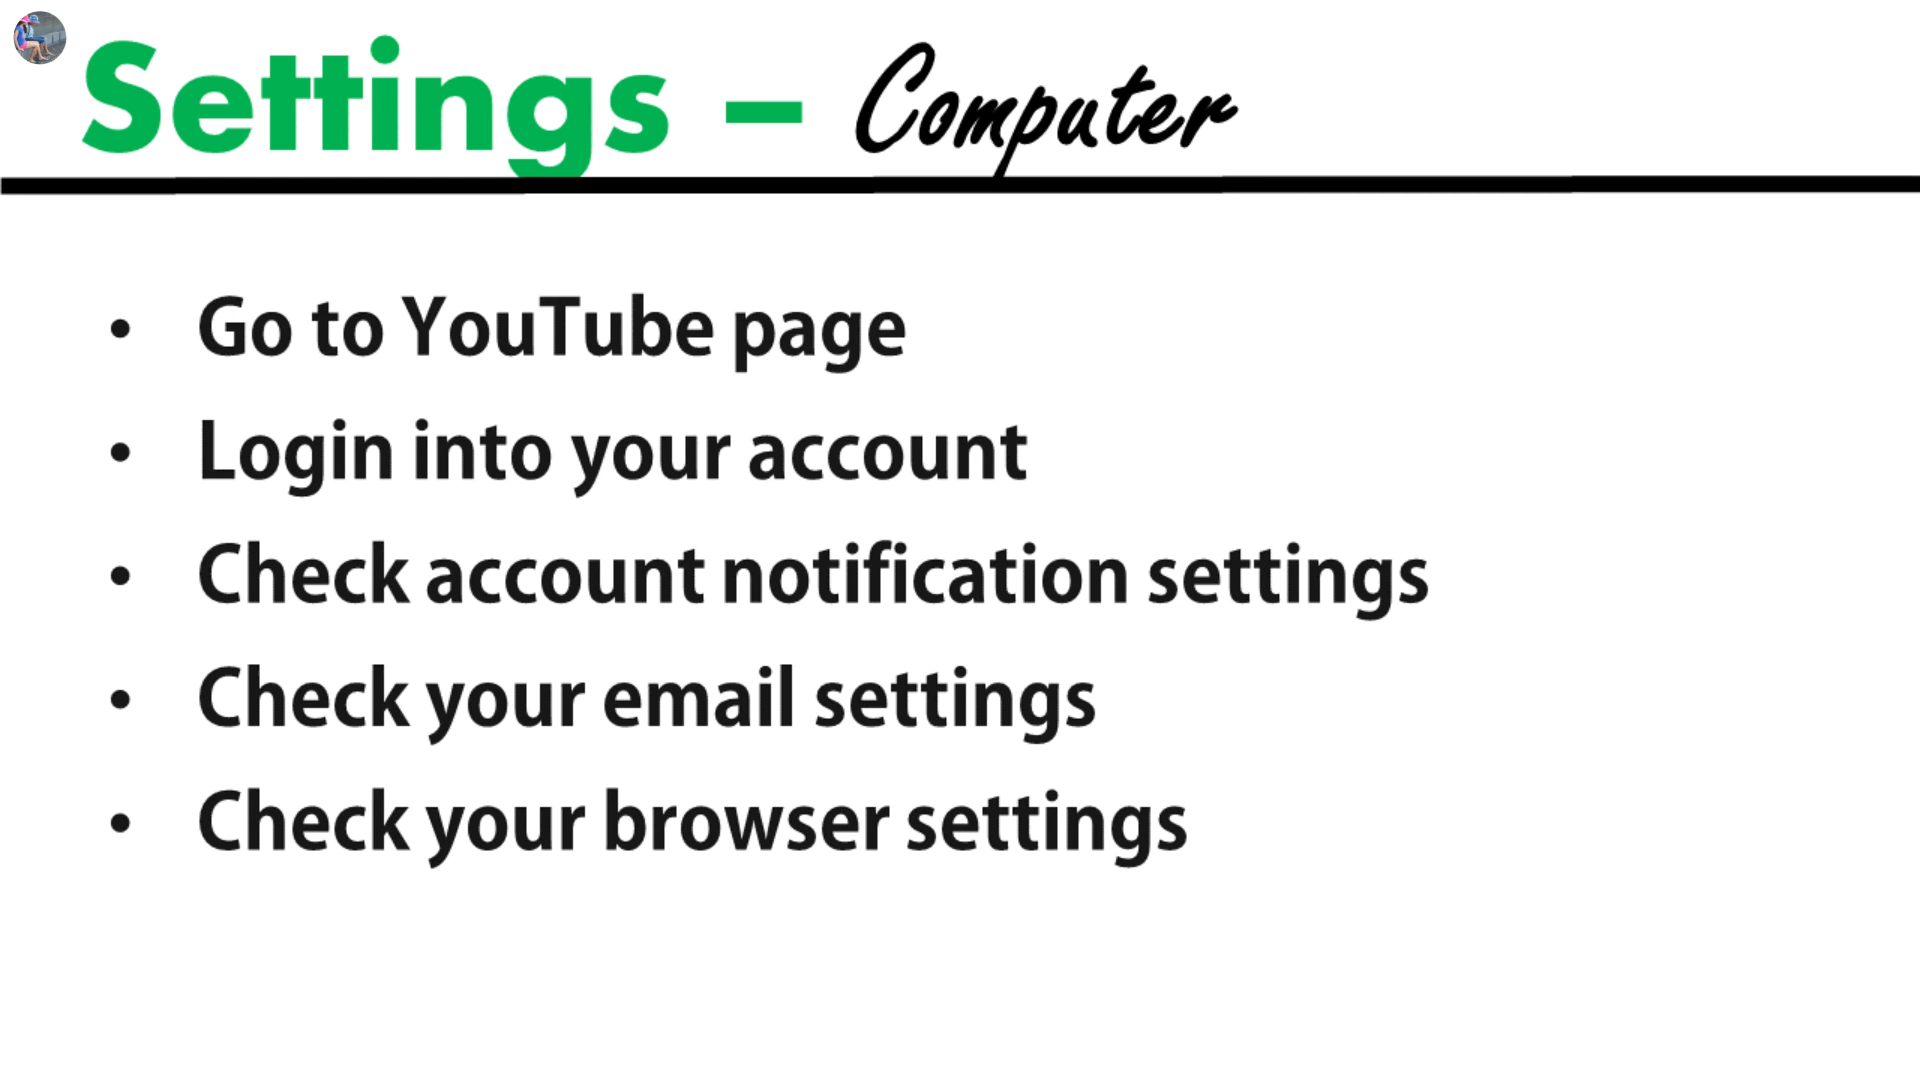 Settings – Computer
• Go to YouTube page
• Login into your account
• Check account notification settings
• Check your email settings
• Check your browser settings